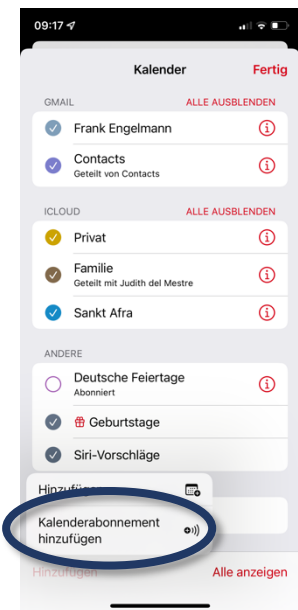 09:17
Kalender Fertig
GMAIL ALLE AUSBLENDEN
Frank Engelmann
Contacts
Geteilt von Contacts
ICLOUD ALLE AUSBLENDEN
Privat
Familie
Geteilt mit Judith del Mestre
Sankt Afra
ANDERE
Deutsche Feiertage
Abonniert
Geburtstage
Siri-Vorschläge
Hinzufügen
Kalenderabonnement
hinzufügen
Hinzufügen Alle anzeigen